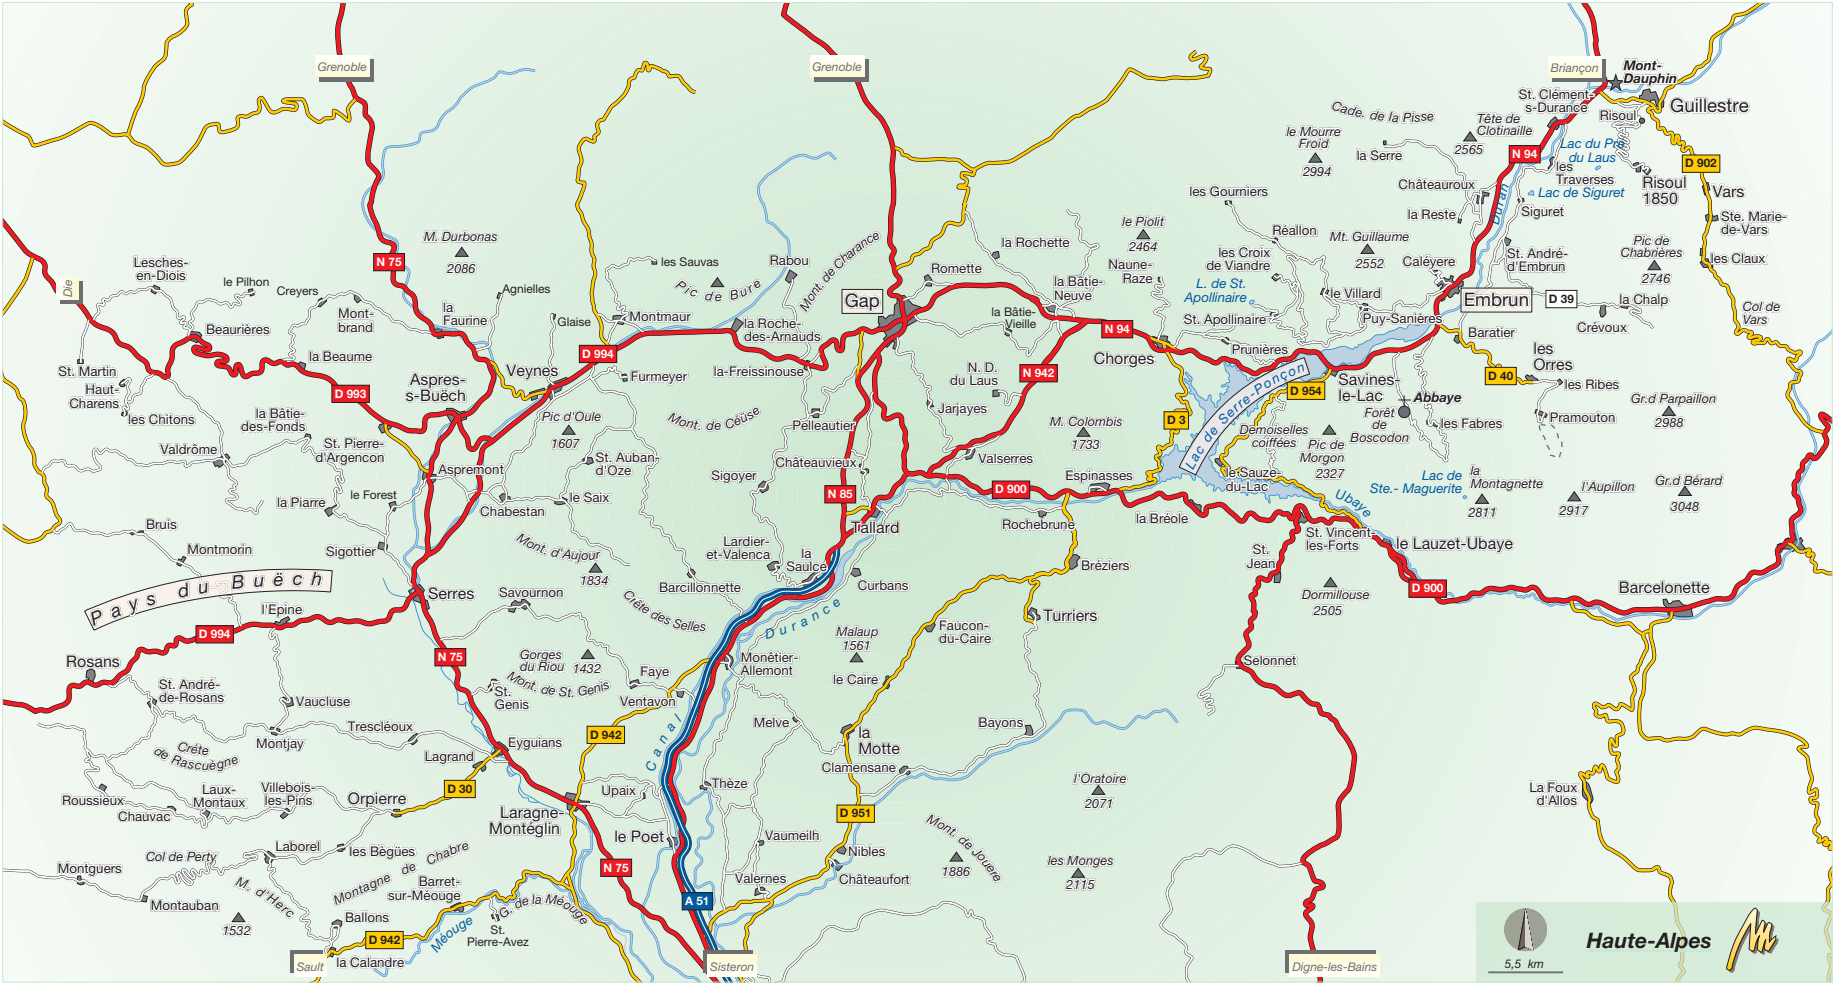 Grenoble
Grenoble
Briançon
Mont-
Dauphin
St. Clément-
s-Durance
Guillestre
Risoul
Cade. de la Pisse
Tête de
Clotinaille
2565
le Mourre
Froid
2994
la Serre
N 94
Lac du Pré
du Laus
les
Traverses
Lac de Siguret
D 902
Risoul
1850
Vars
Châteauroux
les Gourniers
la Reste
Duran
Siguret
Ste. Marie-
de-Vars
M. Durbonas
2086
N 75
les Sauvas
Pic de Bure
Rabou
Mont. de Charance
la Rochette
le Piolit
2464
Réallon
Mt. Guillaume
2552
les Croix
de Viandre
Caléyere
St. André-
d'Embrun
Pic de
Chabrières
2746
les Claux
Die
Lesches-
en-Diois
le Pilhon
Creyers
Agnielles
Romette
Naune-
Raze
la Bâtie-
Neuve
L. de St.
Apollinaire
le Villard
Embrun
D 39
la Chalp
Gap
Mont-
brand
la
Faurine
Glaise
Montmaur
Beaurières
la Roche-
des-Arnauds
la Bâtie-
Vieille
N 94
St. Apollinaire
Puy-Sanières
Crévoux
Col de
Vars
Baratier
la Beaume
D 994
Chorges
Prunières
les
Orres
St. Martin
Haut-
Charens
Veynes
Furmeyer
la-Freissinouse
N. D.
du Laus
N 942
D 40
les Ribes
D 993
Aspres-
s-Buëch
Lac de Serre-Ponçon
D 954
Savines-
le-Lac
Abbaye
Gr.d Parpaillon
2988
les Chitons
la Bâtie-
des-Fonds
Pic d'Oule
1607
Mont. de Céüse
Pelleautier
Jarjayes
M. Colombis
1733
D 3
Demoiselles
coiffées
Forêt
de
Boscodon
les Fabres
Pramouton
Valdrôme
St. Pierre-
d'Argencon
Pic de
Morgon
2327
Aspremont
St. Auban-
d'Oze
Châteauvieux
Valserres
Sigoyer
Espinasses
le Sauze-
du-Lac
Lac de
Ste.- Maguerite
la
Montagnette
2811
l'Aupillon
2917
Gr.d Bérard
3048
la Piarre
le Forest
Chabestan
le Saix
N 85
D 900
Ubaye
Bruis
Tallard
Rochebrune
la Bréole
St. Vincent-
les-Forts
le Lauzet-Ubaye
Montmorin
Sigottier
Mont. d'Aujour
1834
Lardier-
et-Valenca
la
Saulce
Curbans
Bréziers
St.
Jean
Dormillouse
2505
D 900
Barcelonette
Pays du Buëch
Serres
Savournon
Barcillonnette
Crête des Selles
Durance
l'Epine
D 994
Malaup
1561
Faucon-
du-Caire
Turriers
Rosans
N 75
Gorges
du Riou
1432
Faye
Monêtier-
Allemont
Selonnet
St. André-
de-Rosans
Mont. de St. Genis
St.
Genis
Ventavon
le Caire
Vaucluse
Trescléoux
Eyguians
D 942
Canal
Melve
la
Motte
Bayons
Montjay
Créte
de Rascuègne
Lagrand
Clamensane
l'Oratoire
2071
La Foux
d'Allos
Roussieux
Chauvac
Laux-
Montaux
Villebois-
les-Pins
Orpierre
D 30
Laragne-
Montéglin
Upaix
Thèze
D 951
le Poet
Vaumeilh
Mont. de Jouere
1886
les Monges
2115
Nibles
Châteaufort
Montguers
Col de Perty
Laborel
les Bègües
Montagne de Chabre
N 75
Valernes
Montauban
M. d'Herc
1532
Barret-
sur-Méouge
G. de la Méouge
A 51
Ballons
St.
Pierre-Avez
D 942
Méouge
Sault
la Calandre
Sisteron
Digne-les-Bains
5,5 km
Haute-Alpes